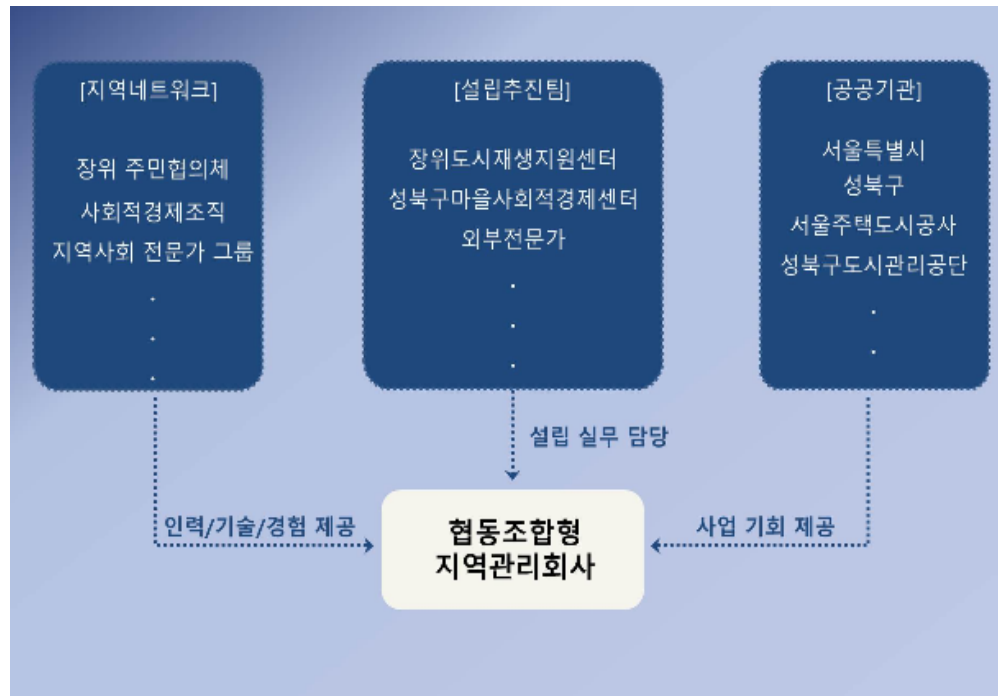 [지역네트워크]
장위 주민협의체
사회적경제조직
지역사회 전문가 그룹
.
.
.
[설립추진팀]
장위도시재생지원센터
성북구마을사회적경제센터
외부전문가
.
.
.
[공공기관]
서울특별시
성북구
서울주택도시공사
성북구도시관리공단
.
.
설립 실무 담당
인력/기술/경험 제공
협동조합형
지역관리회사
사업 기회 제공